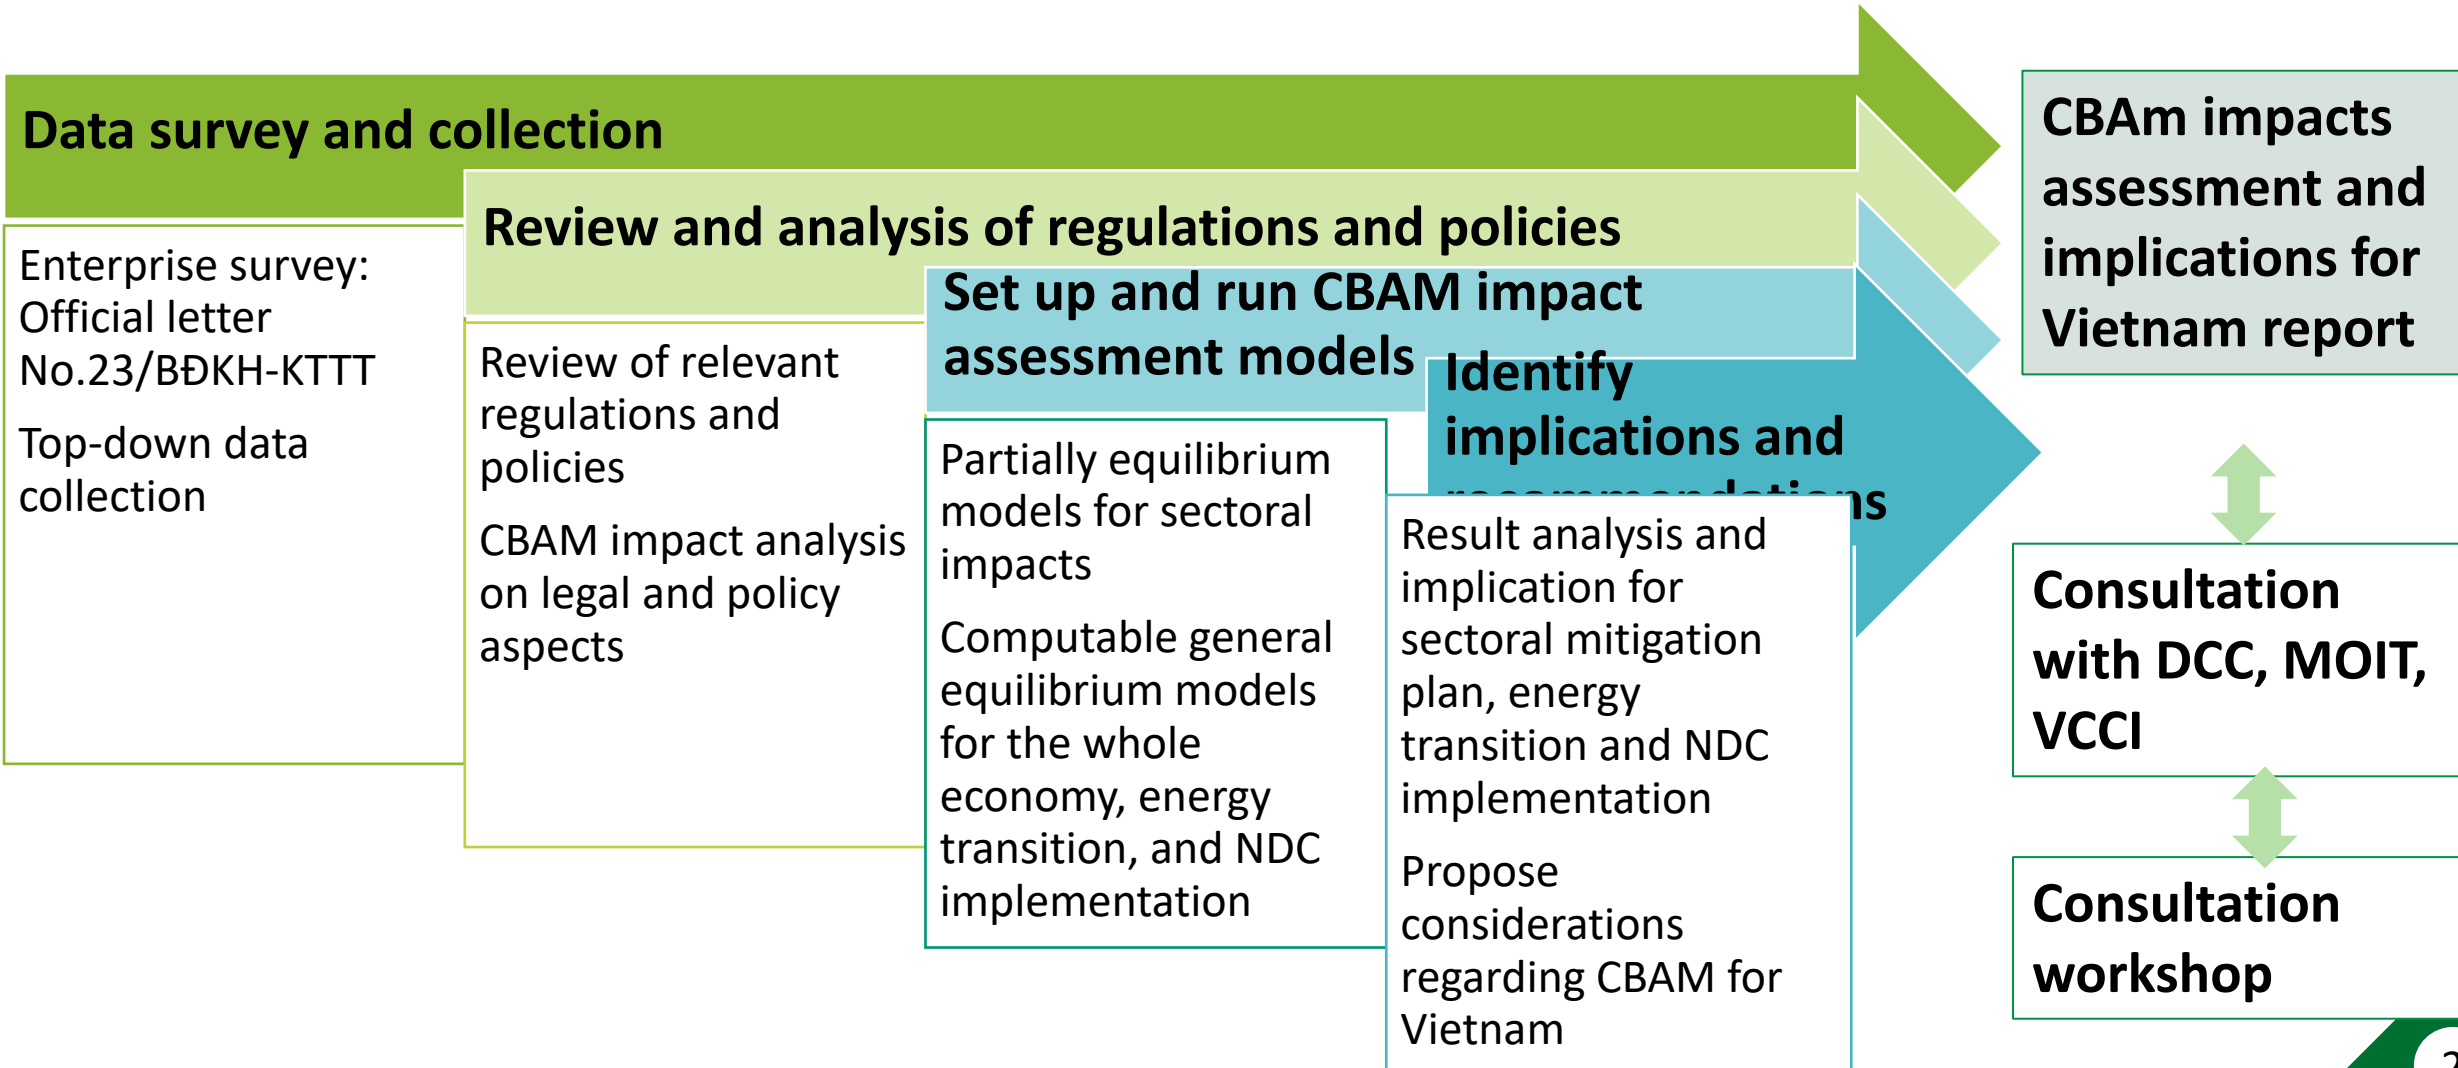 Data survey and collection
Enterprise survey:
Official letter
No.23/BĐKH-KTTT
Top-down data
collection
Review and analysis of regulations and policies
Review of relevant
regulations and
policies
CBAM impact analysis
on legal and policy
aspects
Set up and run CBAM impact
assessment models
Partially equilibrium
models for sectoral
impacts
Computable general
equilibrium models
for the whole
economy, energy
transition, and NDC
implementation
Identify
implications and
recommendations
Result analysis and
implication for
sectoral mitigation
plan, energy
transition and NDC
implementation
Propose
considerations
regarding CBAM for
Vietnam
CBAm impacts
assessment and
implications for
Vietnam report
Consultation
with DCC, MOIT,
VCCI
Consultation
workshop